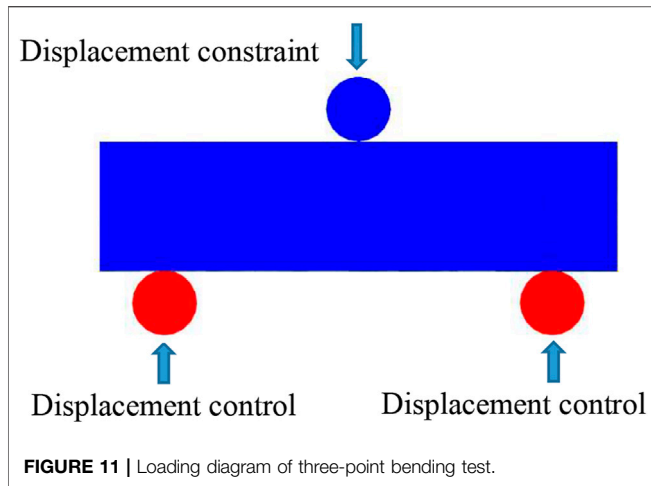 Displacement constraint
Displacement control
Displacement control
FIGURE 11 | Loading diagram of three-point bending test.